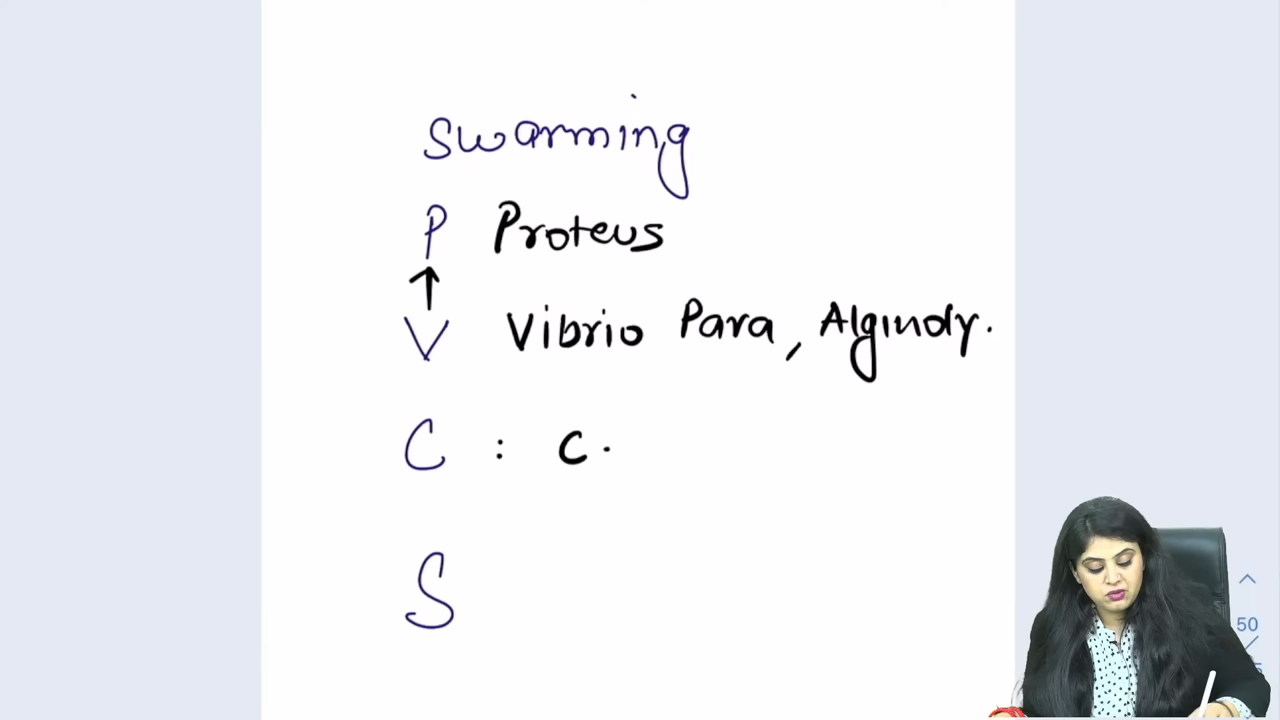 Swarming
P Proteus
↑
V Vibrio Para, Alginoly.
C : C.
S
50